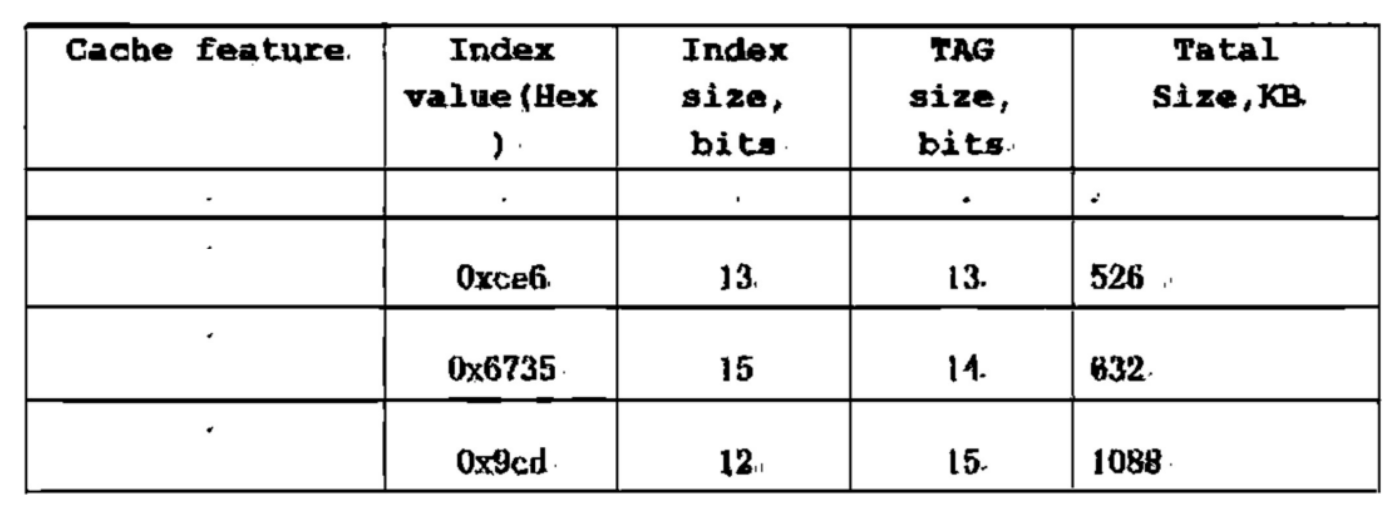 Cache feature Index value(Hex ) Index size, bits TAG size, bits Tatal Size,KB
0xce6 13 13 526
0x6735 15 14 632
0x9cd 12 15 1088